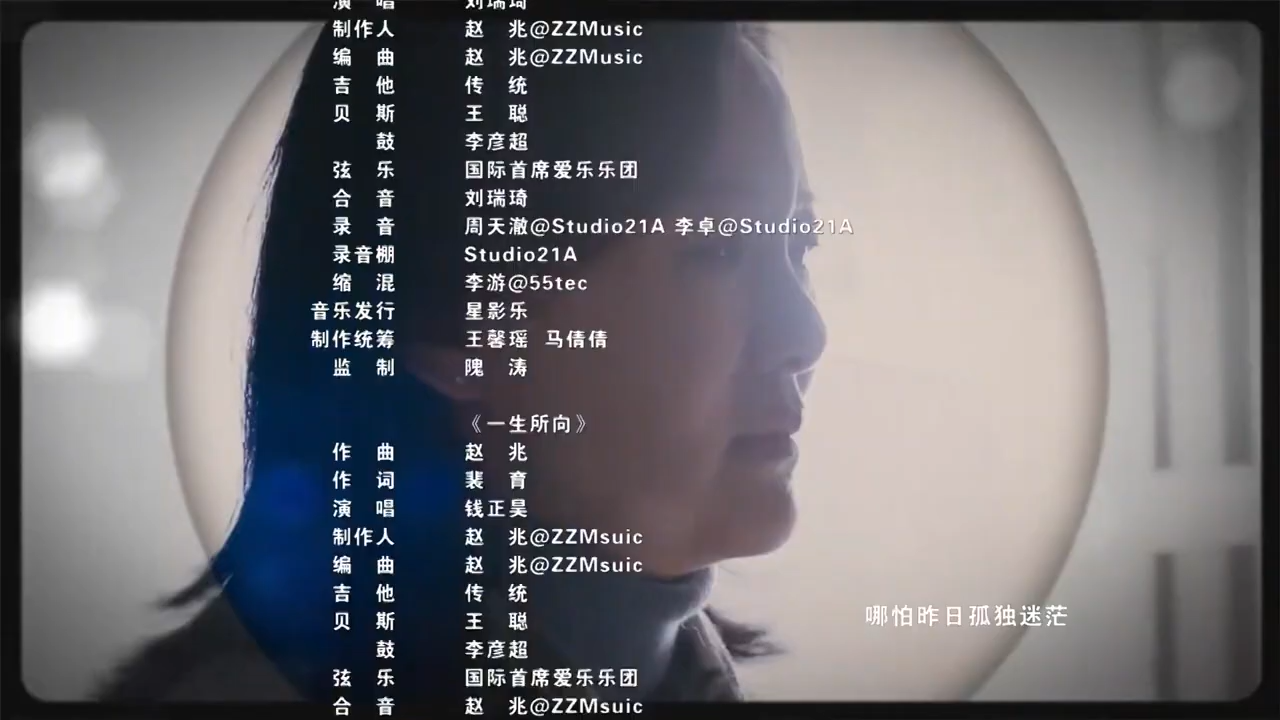 演 唱 刘瑞琦
制作人 赵 兆@ZZMusic
编 曲 赵 兆@ZZMusic
吉 他 传 统
贝 斯 王 聪
鼓 李彦超
弦 乐 国际首席爱乐乐团
合 音 刘瑞琦
录 音 周天澈@Studio21A 李卓@Studio21A
录音棚 Studio21A
缩 混 李游@55tec
音乐发行 星影乐
制作统筹 王馨瑶 马倩倩
监 制 隗 涛
《一生所向》
作 曲 赵 兆
作 词 裴 育
演 唱 钱正昊
制作人 赵 兆@ZZMsuic
编 曲 赵 兆@ZZMsuic
吉 他 传 统
贝 斯 王 聪
鼓 李彦超
弦 乐 国际首席爱乐乐团
合 音 赵 兆@ZZMsuic
哪怕昨日孤独迷茫